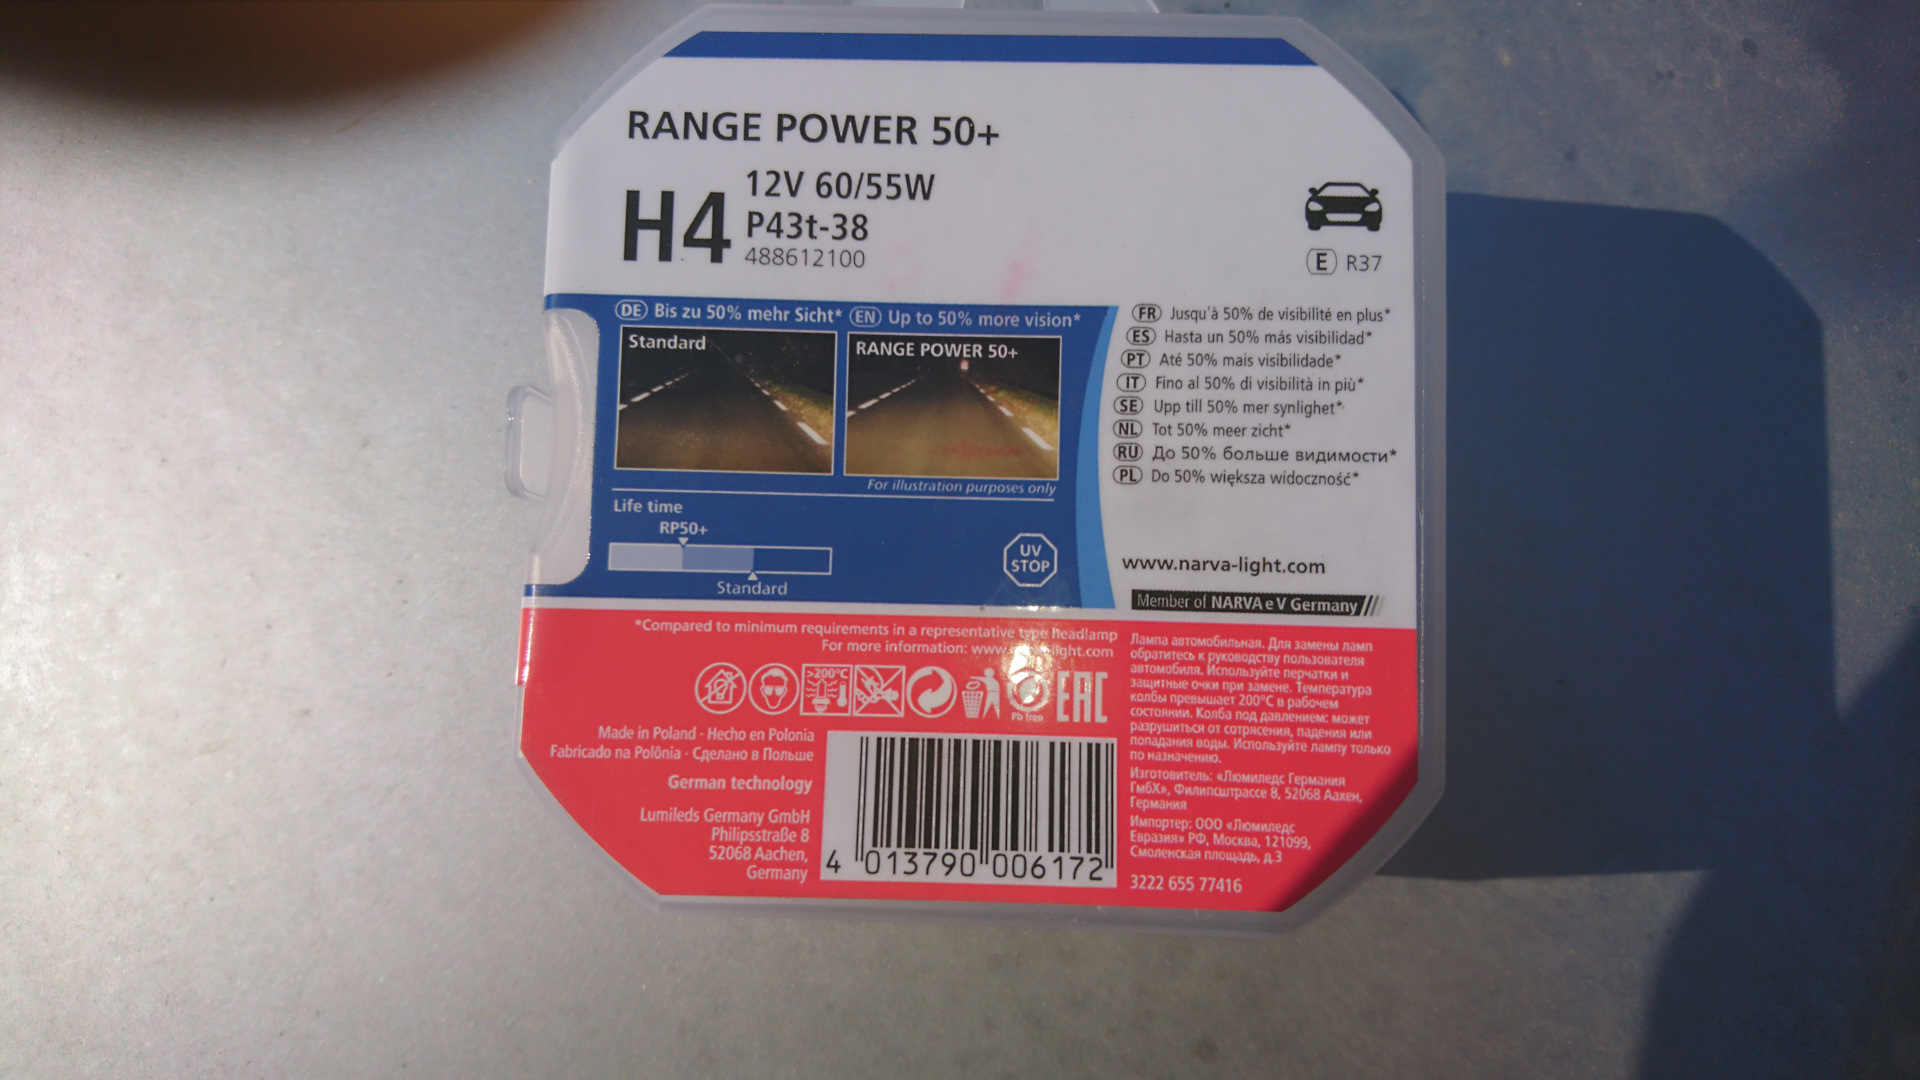 RANGE POWER 50+
H4
12V 60/55W
P43t-38
488612100
E R37
DE Bis zu 50% mehr Sicht*
EN Up to 50% more vision*
Standard
RANGE POWER 50+
For illustration purposes only
Life time
RP50+
Standard
UV
STOP
FR Jusqu'à 50% de visibilité en plus*
ES Hasta un 50% más visibilidad*
PT Até 50% mais visibilidade*
IT Fino al 50% di visibilità in più*
SE Upp till 50% mer synlighet*
NL Tot 50% meer zicht*
RU До 50% больше видимости*
PL Do 50% większa widoczność*
www.narva-light.com
Member of NARVA e V Germany
*Compared to minimum requirements in a representative type headlamp
For more information: www. light.com
>200°C
Pb free
EAC
Made in Poland · Hecho en Polonia
Fabricado na Polônia · Сделано в Польше
German technology
Lumileds Germany GmbH
Philipsstraße 8
52068 Aachen,
Germany
4 013790 006172
Лампа автомобильная. Для замены ламп
обратитесь к руководству пользователя
автомобиля. Используйте перчатки и
защитные очки при замене. Температура
колбы превышает 200°C в рабочем
состоянии. Колба под давлением: может
разрушиться от сотрясения, падения или
попадания воды. Используйте лампу только
по назначению.
Изготовитель: «Люмиледс Германия
ГмбХ», Филипсштрассе 8, 52068 Аахен,
Германия
Импортер: ООО «Люмиледс
Евразия» РФ, Москва, 121099,
Смоленская площадь, д.3
3222 655 77416